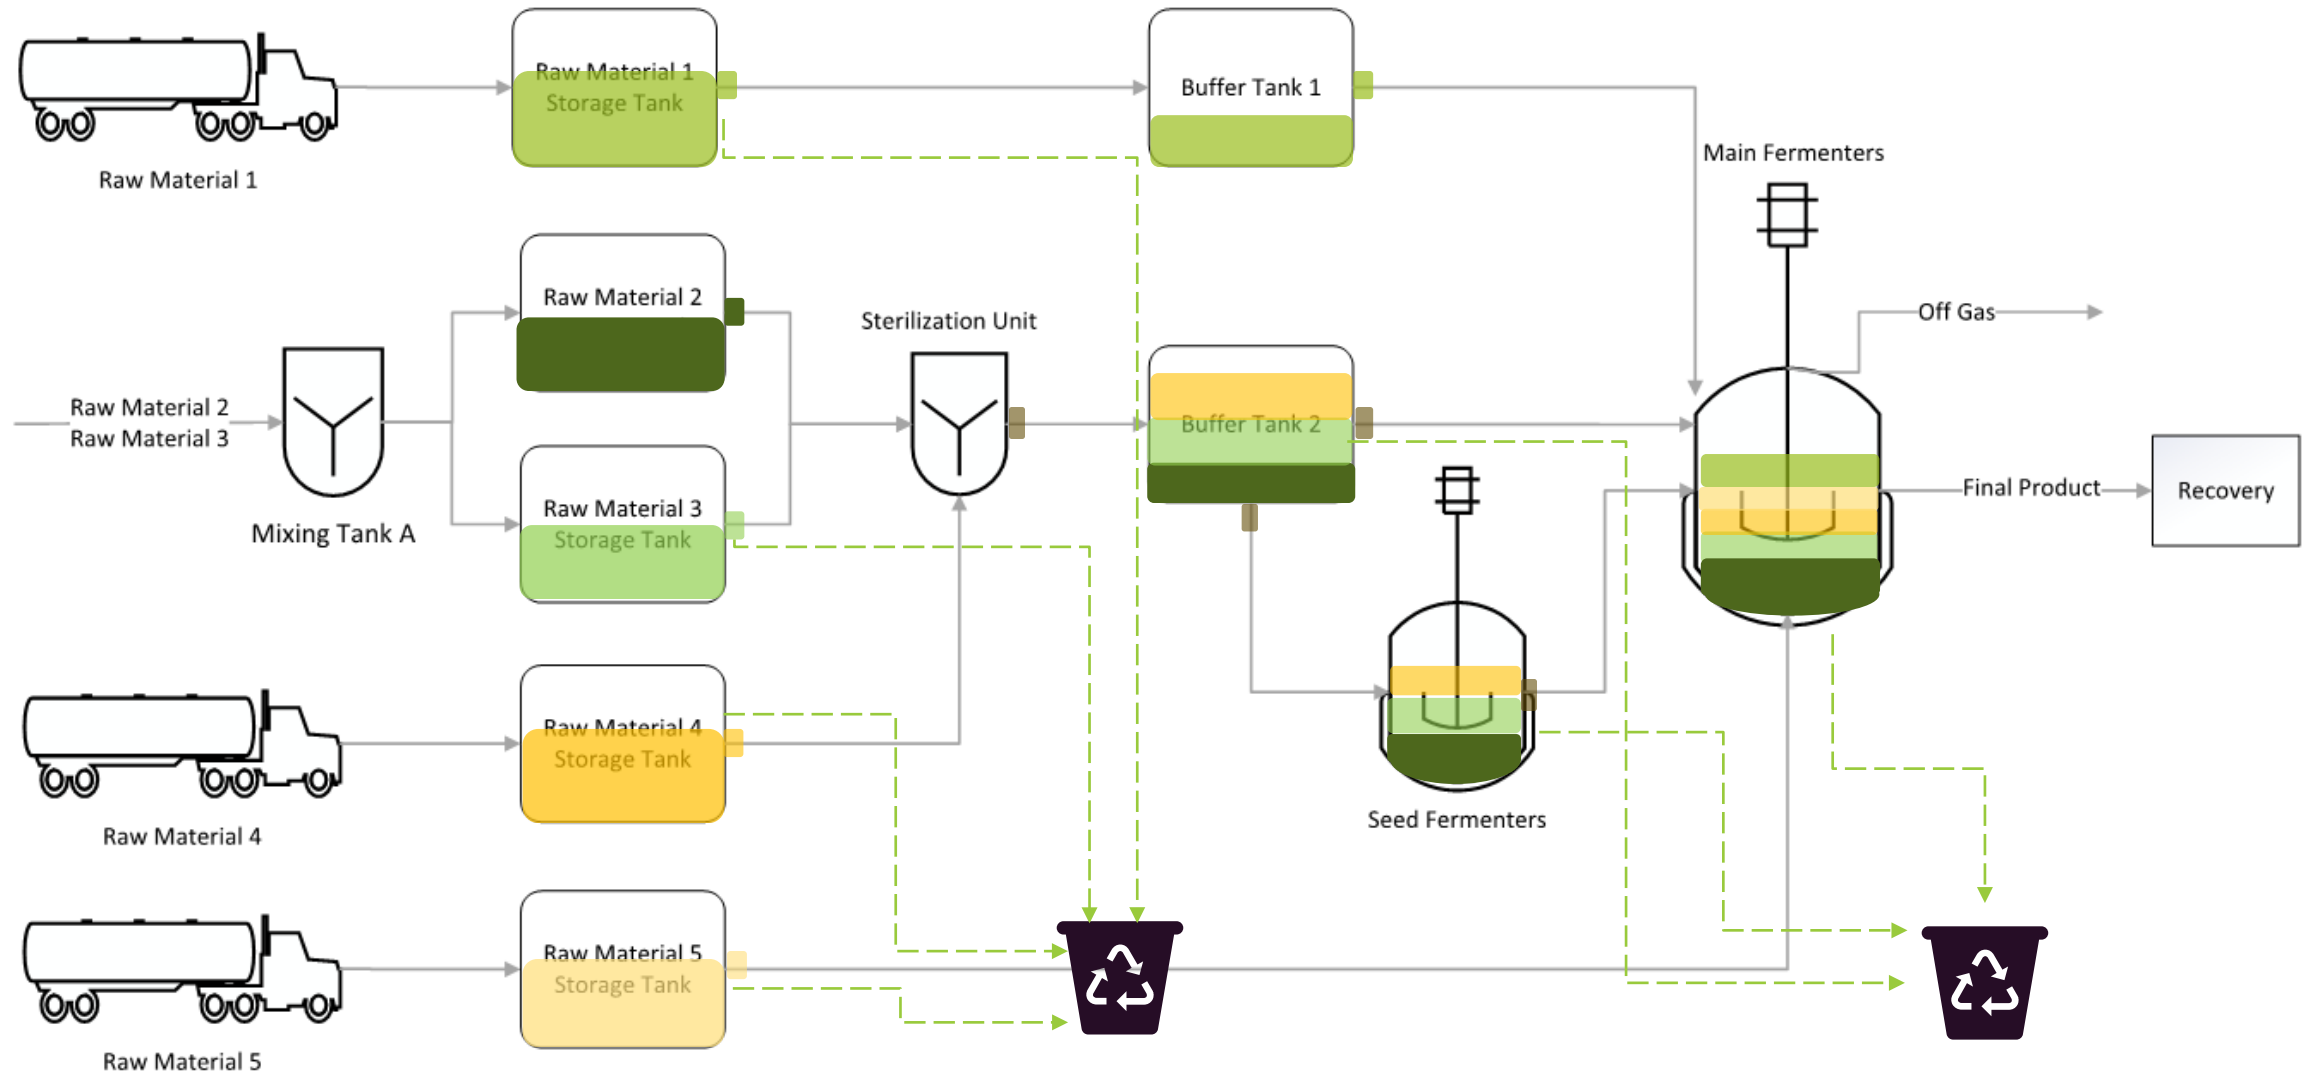 Raw Material 1
Storage Tank
Buffer Tank 1
Main Fermenters
Raw Material 1
Raw Material 2
Sterilization Unit
Off Gas
Raw Material 2
Raw Material 3
Buffer Tank 2
Final Product
Recovery
Mixing Tank A
Raw Material 3
Storage Tank
Raw Material 4
Storage Tank
Seed Fermenters
Raw Material 4
Raw Material 5
Storage Tank
Raw Material 5